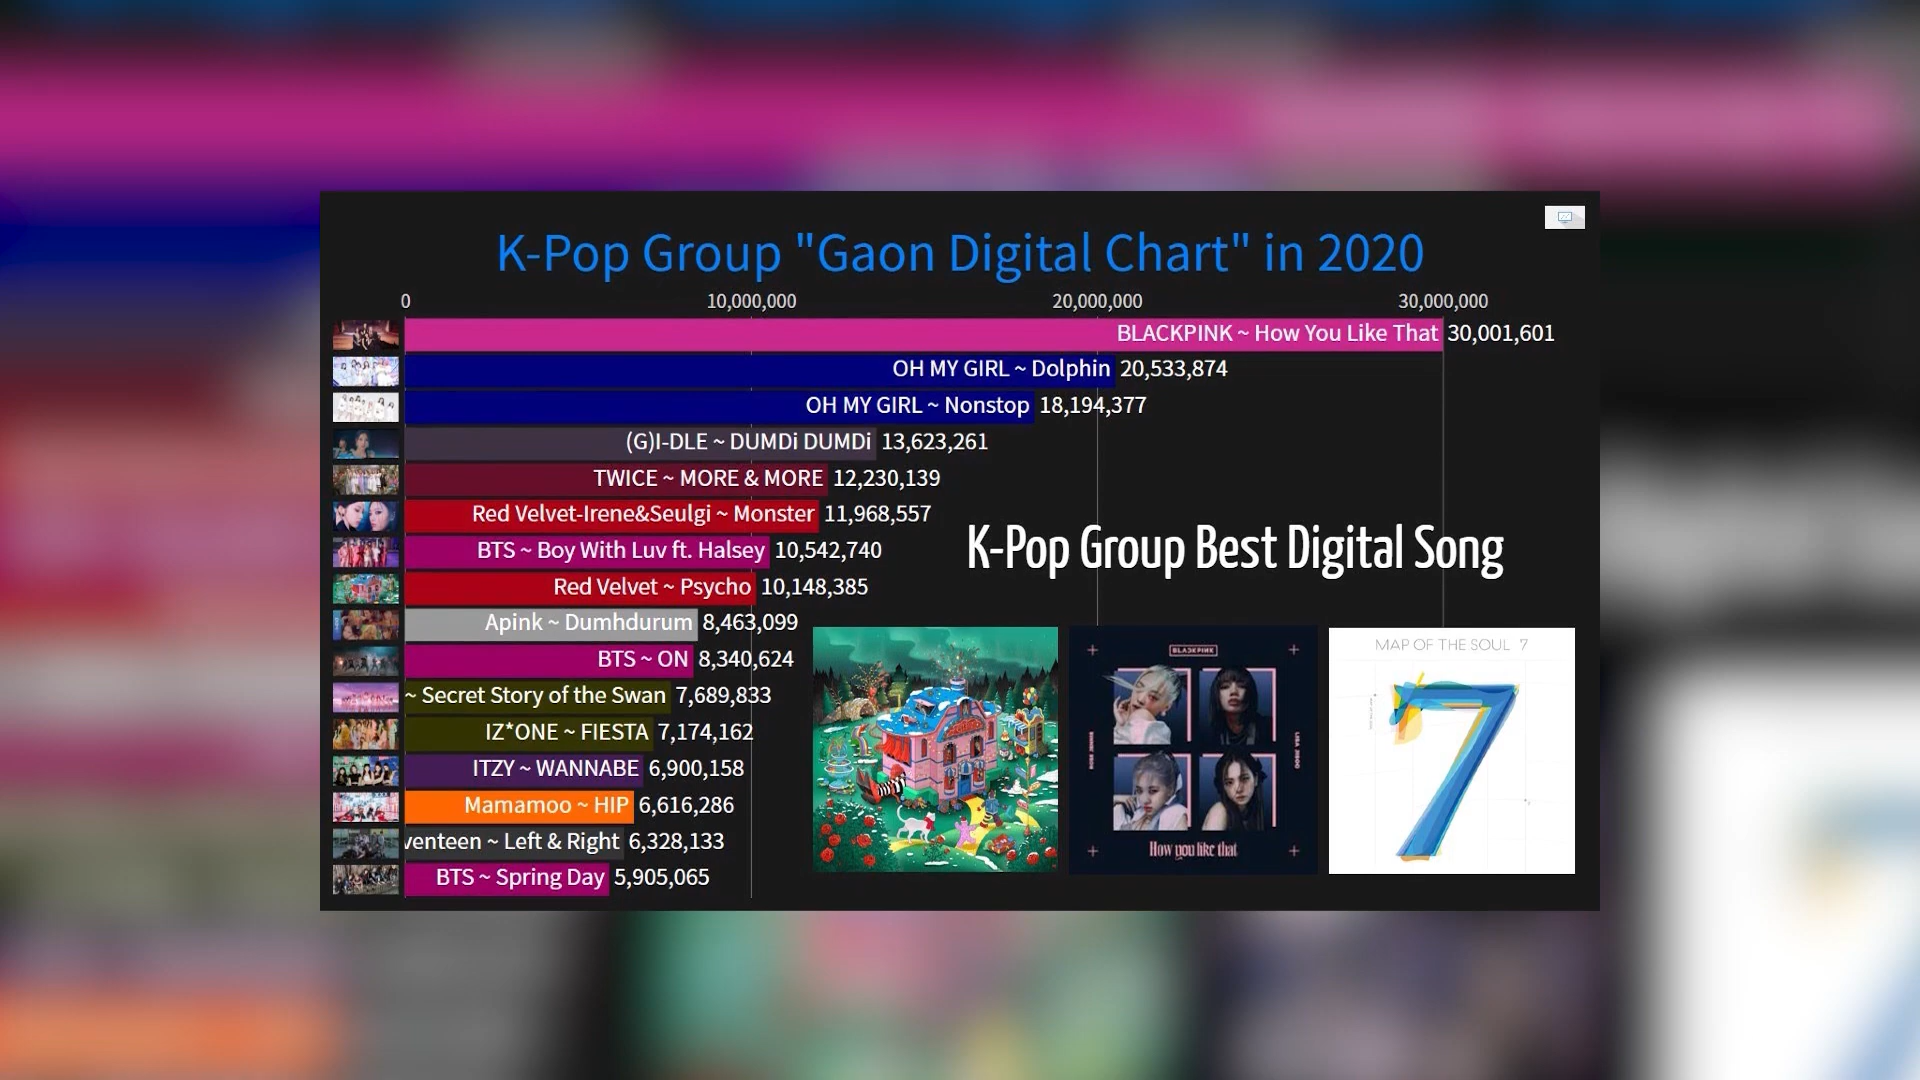 K-Pop Group "Gaon Digital Chart" in 2020
0 10,000,000 20,000,000 30,000,000
BLACKPINK ~ How You Like That 30,001,601
OH MY GIRL ~ Dolphin 20,533,874
OH MY GIRL ~ Nonstop 18,194,377
(G)I-DLE ~ DUMDi DUMDi 13,623,261
TWICE ~ MORE & MORE 12,230,139
Red Velvet-Irene&Seulgi ~ Monster 11,968,557
BTS ~ Boy With Luv ft. Halsey 10,542,740
Red Velvet ~ Psycho 10,148,385
Apink ~ Dumhdurum 8,463,099
BTS ~ ON 8,340,624
~ Secret Story of the Swan 7,689,833
IZ*ONE ~ FIESTA 7,174,162
ITZY ~ WANNABE 6,900,158
Mamamoo ~ HIP 6,616,286
venteen ~ Left & Right 6,328,133
BTS ~ Spring Day 5,905,065
K-Pop Group Best Digital Song
BLACKPINK
How you like that
MAP OF THE SOUL 7